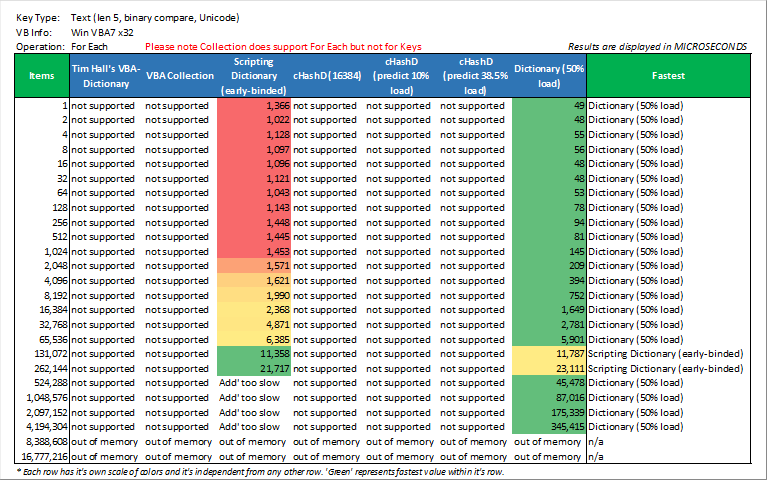 Key Type: Text (len 5, binary compare, Unicode)
VB Info: Win VBA7 x32
Operation: For Each Please note Collection does support For Each but not for Keys Results are displayed in MICROSECONDS
Items Tim Hall's VBA-Dictionary VBA Collection Scripting Dictionary (early-binded) cHashD (16384) cHashD (predict 10% load) cHashD (predict 38.5% load) Dictionary (50% load) Fastest
1 not supported not supported 1,366 not supported not supported not supported 49 Dictionary (50% load)
2 not supported not supported 1,022 not supported not supported not supported 48 Dictionary (50% load)
4 not supported not supported 1,128 not supported not supported not supported 55 Dictionary (50% load)
8 not supported not supported 1,097 not supported not supported not supported 56 Dictionary (50% load)
16 not supported not supported 1,096 not supported not supported not supported 48 Dictionary (50% load)
32 not supported not supported 1,121 not supported not supported not supported 48 Dictionary (50% load)
64 not supported not supported 1,043 not supported not supported not supported 53 Dictionary (50% load)
128 not supported not supported 1,143 not supported not supported not supported 78 Dictionary (50% load)
256 not supported not supported 1,448 not supported not supported not supported 94 Dictionary (50% load)
512 not supported not supported 1,445 not supported not supported not supported 81 Dictionary (50% load)
1,024 not supported not supported 1,453 not supported not supported not supported 145 Dictionary (50% load)
2,048 not supported not supported 1,571 not supported not supported not supported 209 Dictionary (50% load)
4,096 not supported not supported 1,621 not supported not supported not supported 394 Dictionary (50% load)
8,192 not supported not supported 1,990 not supported not supported not supported 752 Dictionary (50% load)
16,384 not supported not supported 2,368 not supported not supported not supported 1,649 Dictionary (50% load)
32,768 not supported not supported 4,871 not supported not supported not supported 2,781 Dictionary (50% load)
65,536 not supported not supported 6,385 not supported not supported not supported 5,901 Dictionary (50% load)
131,072 not supported not supported 11,358 not supported not supported not supported 11,787 Scripting Dictionary (early-binded)
262,144 not supported not supported 21,717 not supported not supported not supported 23,111 Scripting Dictionary (early-binded)
524,288 not supported not supported Add' too slow not supported not supported not supported 45,478 Dictionary (50% load)
1,048,576 not supported not supported Add' too slow not supported not supported not supported 87,016 Dictionary (50% load)
2,097,152 not supported not supported Add' too slow not supported not supported not supported 175,339 Dictionary (50% load)
4,194,304 not supported not supported Add' too slow not supported not supported not supported 345,415 Dictionary (50% load)
8,388,608 out of memory out of memory out of memory out of memory out of memory out of memory out of memory n/a
16,777,216 out of memory out of memory out of memory out of memory out of memory out of memory out of memory n/a
* Each row has it's own scale of colors and it's independent from any other row. 'Green' represents fastest value within it's row.